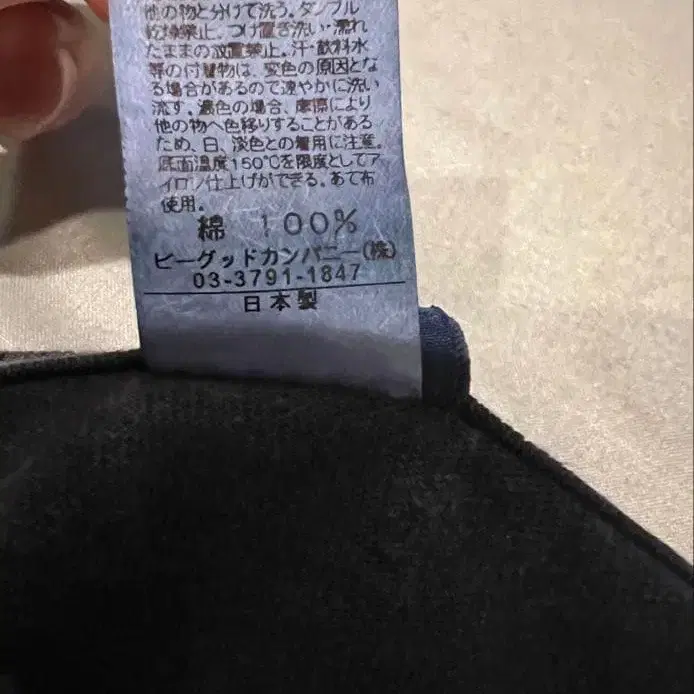 他の物と分けて洗う。タンブル
乾燥禁止。つけ置き洗い・濡れ
たままの放置禁止。汗・飲料水
等の付着物は、変色の原因とな
る場合があるので速やかに洗い
流す。濃色の場合、摩擦により
他の物へ色移りすることがある
ため、白、淡色との着用に注意。
底面温度150℃を限度としてア
イロン仕上げができる。あて布
使用。
綿 100%
ビーグッドカンパニー(株)
03-3791-1847
日本製